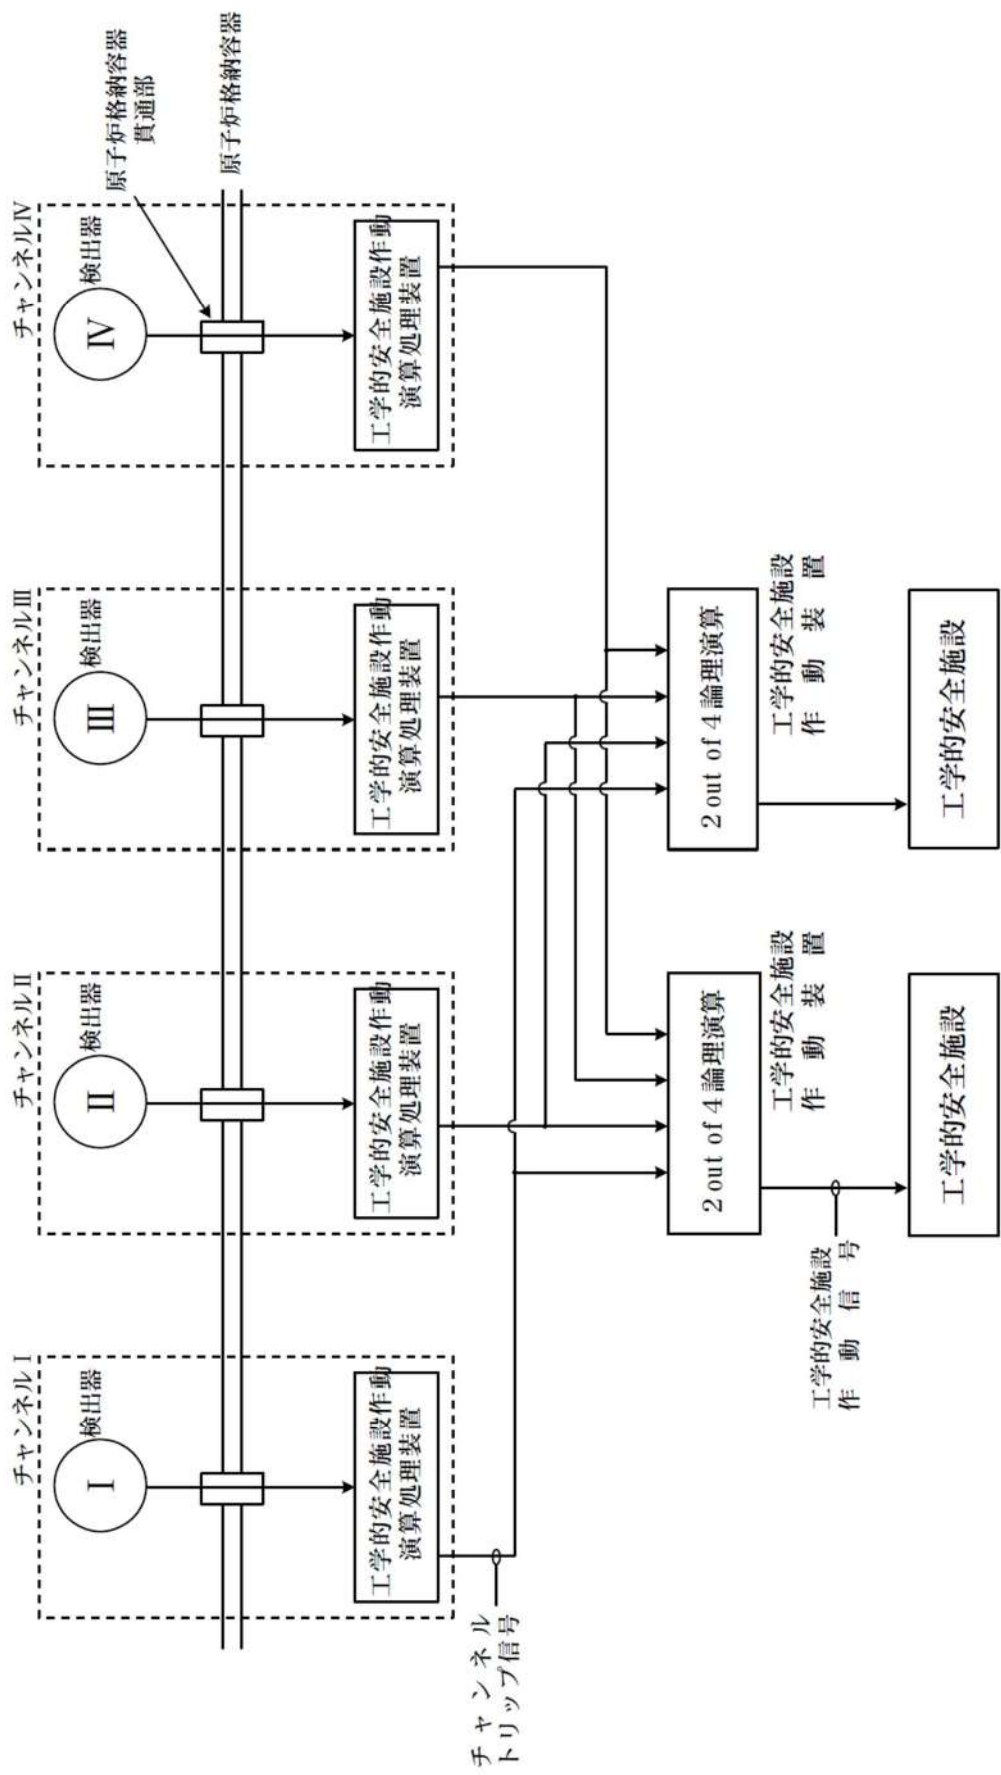 チャンネルⅠ
チャンネルⅡ
チャンネルⅢ
チャンネルⅣ
検出器
検出器
検出器
検出器
Ⅰ
Ⅱ
Ⅲ
Ⅳ
原子炉格納容器
貫通部
原子炉格納容器
工学的安全施設作動
演算処理装置
工学的安全施設作動
演算処理装置
工学的安全施設作動
演算処理装置
工学的安全施設作動
演算処理装置
チャンネル
トリップ信号
2 out of 4 論理演算
2 out of 4 論理演算
工学的安全施設
作動装置
工学的安全施設
作動装置
工学的安全施設
作動信号
工学的安全施設
工学的安全施設